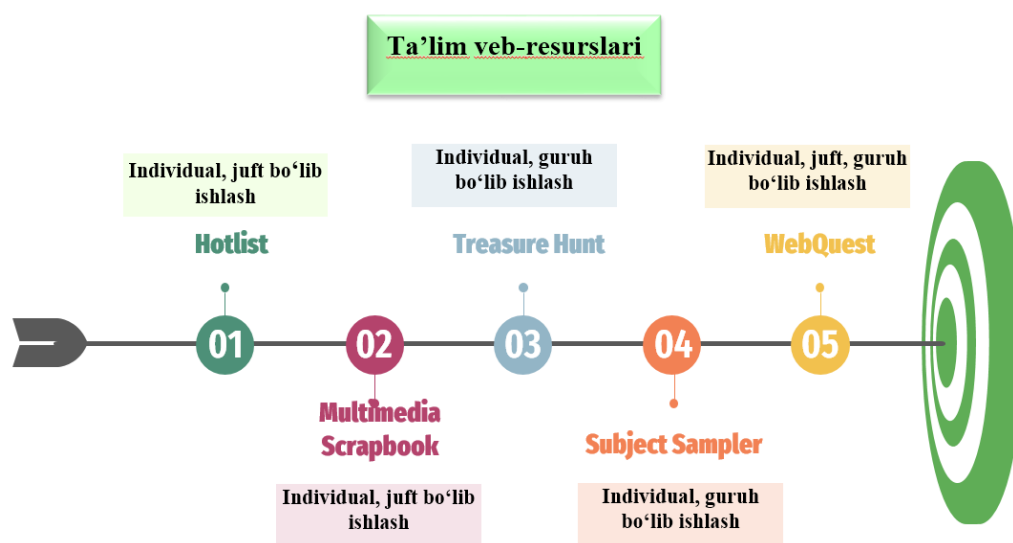 Ta’lim veb-resurslari
Individual, juft bo‘lib
ishlash
Hotlist
01
Multimedia
Scrapbook
02
Individual, juft bo‘lib
ishlash
Individual, guruh
bo‘lib ishlash
Treasure Hunt
03
04
Subject Sampler
Individual, guruh
bo‘lib ishlash
Individual, juft, guruh
bo‘lib ishlash
WebQuest
05